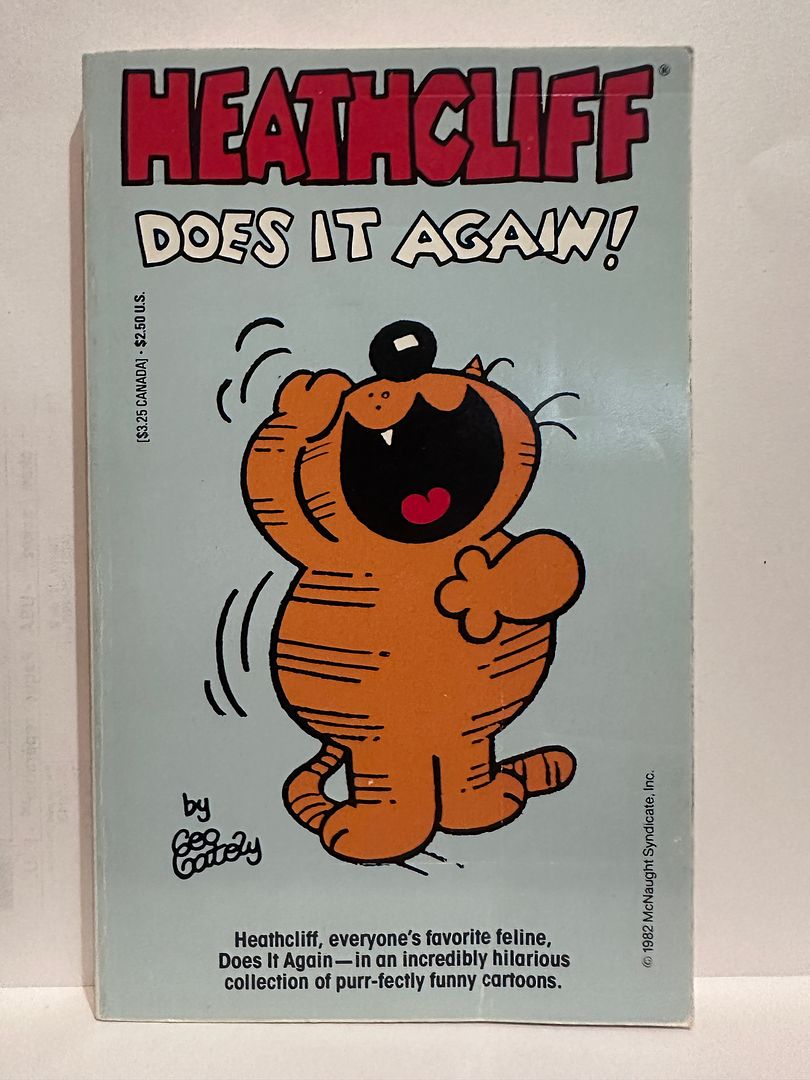 HEATHCLIFF®
DOES IT AGAIN!
[$3.25 CANADA] • $2.50 U.S.
by
Geo
Gately
© 1982 McNaught Syndicate, Inc.
Heathcliff, everyone's favorite feline,
Does It Again—in an incredibly hilarious
collection of purr-fectly funny cartoons.